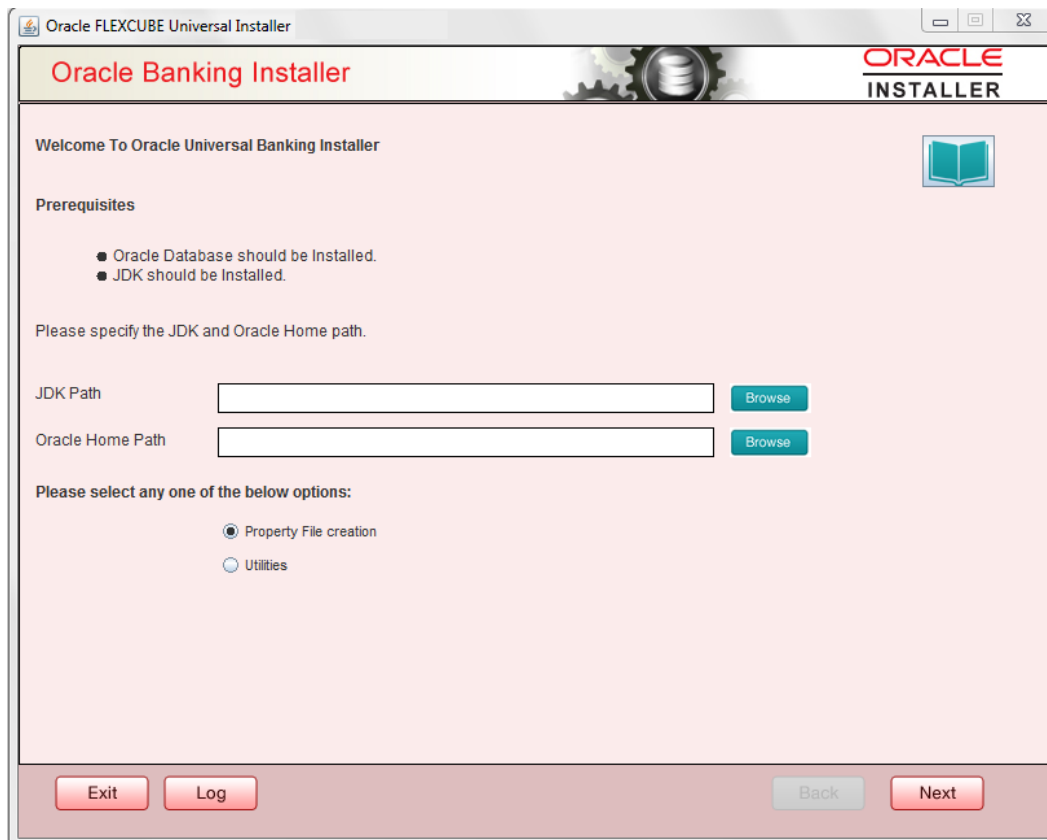 Oracle FLEXCUBE Universal Installer
Oracle Banking Installer
ORACLE
INSTALLER
Welcome To Oracle Universal Banking Installer
Prerequisites
Oracle Database should be Installed.
JDK should be Installed.
Please specify the JDK and Oracle Home path.
JDK Path
Browse
Oracle Home Path
Browse
Please select any one of the below options:
Property File creation
Utilities
Exit
Log
Back
Next